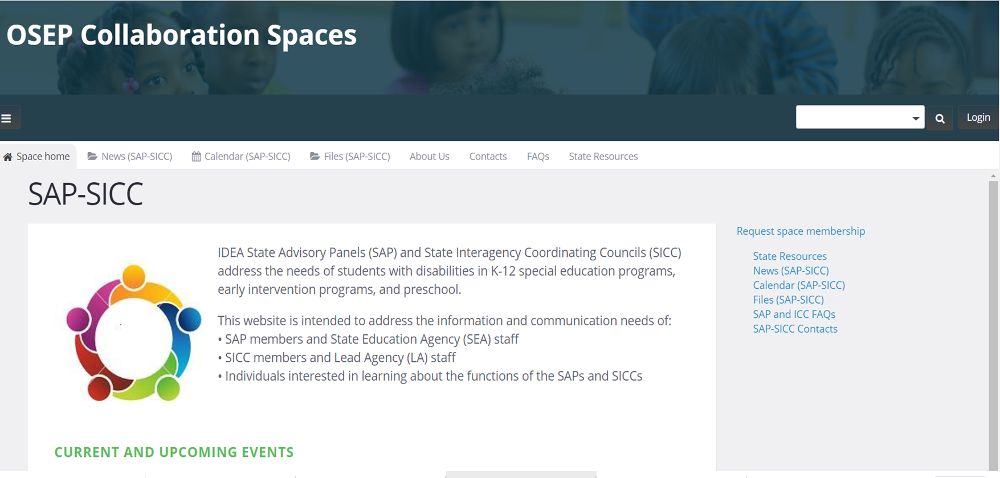 OSEP Collaboration Spaces
Login
Space home News (SAP-SICC) Calendar (SAP-SICC) Files (SAP-SICC) About Us Contacts FAQs State Resources
SAP-SICC
IDEA State Advisory Panels (SAP) and State Interagency Coordinating Councils (SICC)
address the needs of students with disabilities in K-12 special education programs,
early intervention programs, and preschool.
This website is intended to address the information and communication needs of:
• SAP members and State Education Agency (SEA) staff
• SICC members and Lead Agency (LA) staff
• Individuals interested in learning about the functions of the SAPs and SICCs
CURRENT AND UPCOMING EVENTS
Request space membership
State Resources
News (SAP-SICC)
Calendar (SAP-SICC)
Files (SAP-SICC)
SAP and ICC FAQs
SAP-SICC Contacts